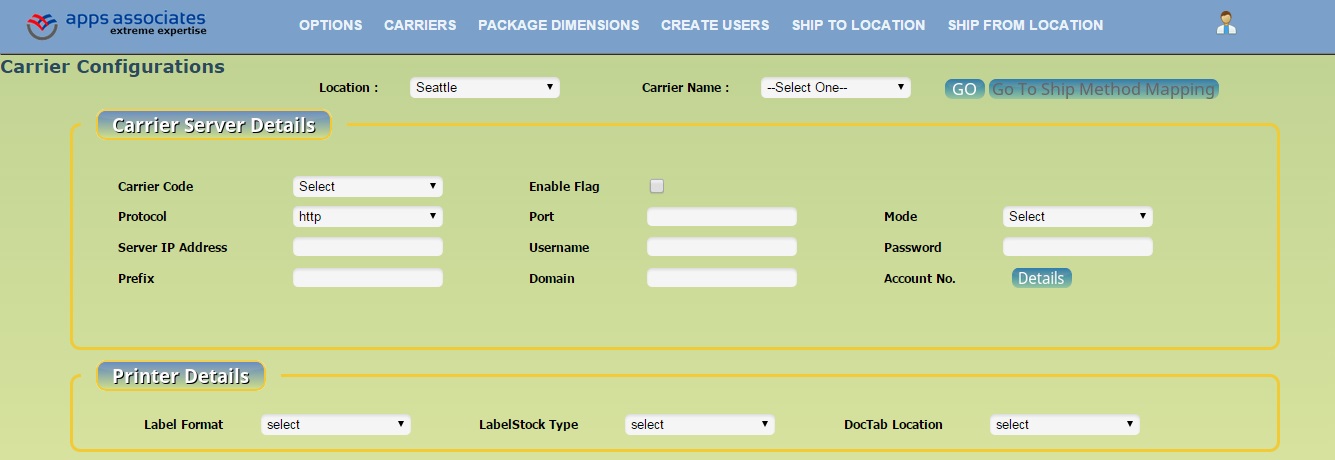 apps associates
extreme expertise
OPTIONS CARRIERS PACKAGE DIMENSIONS CREATE USERS SHIP TO LOCATION SHIP FROM LOCATION
Carrier Configurations
Location : Seattle Carrier Name : --Select One-- GO Go To Ship Method Mapping
Carrier Server Details
Carrier Code Select Enable Flag
Protocol http Port Mode Select
Server IP Address Username Password
Prefix Domain Account No. Details
Printer Details
Label Format select LabelStock Type select DocTab Location select